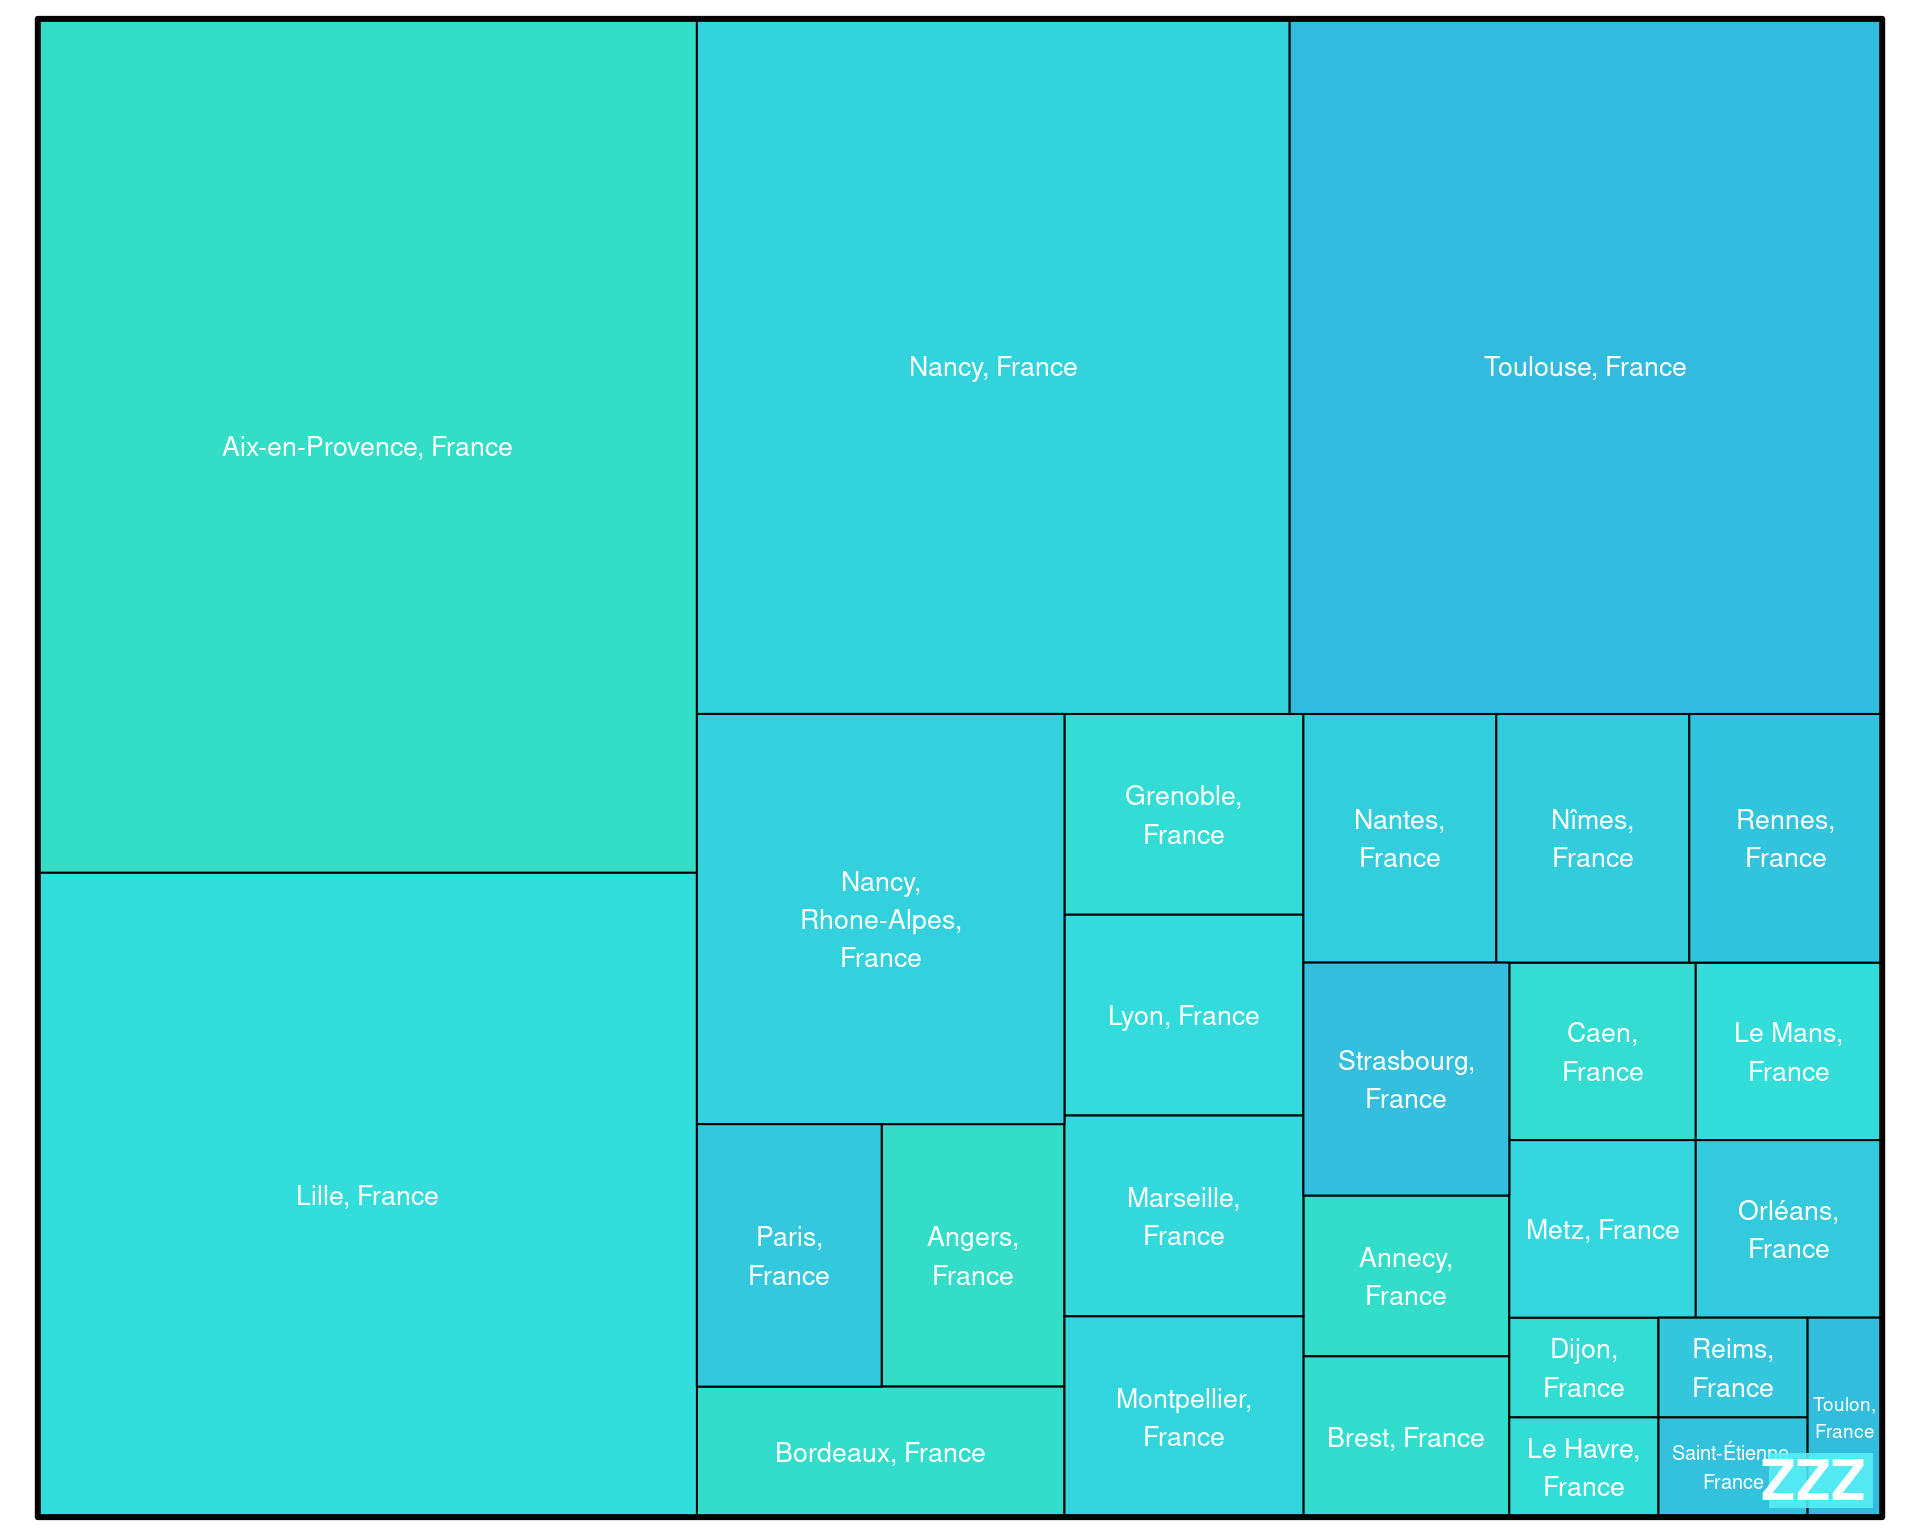 Aix-en-Provence, France
Nancy, France
Toulouse, France
Lille, France
Nancy,
Rhone-Alpes,
France
Grenoble,
France
Nantes,
France
Nîmes,
France
Rennes,
France
Lyon, France
Strasbourg,
France
Caen,
France
Le Mans,
France
Paris,
France
Angers,
France
Marseille,
France
Annecy,
France
Metz, France
Orléans,
France
Bordeaux, France
Montpellier,
France
Brest, France
Dijon,
France
Reims,
France
Toulon,
France
Le Havre,
France
Saint-Étienne,
France
ZZZ